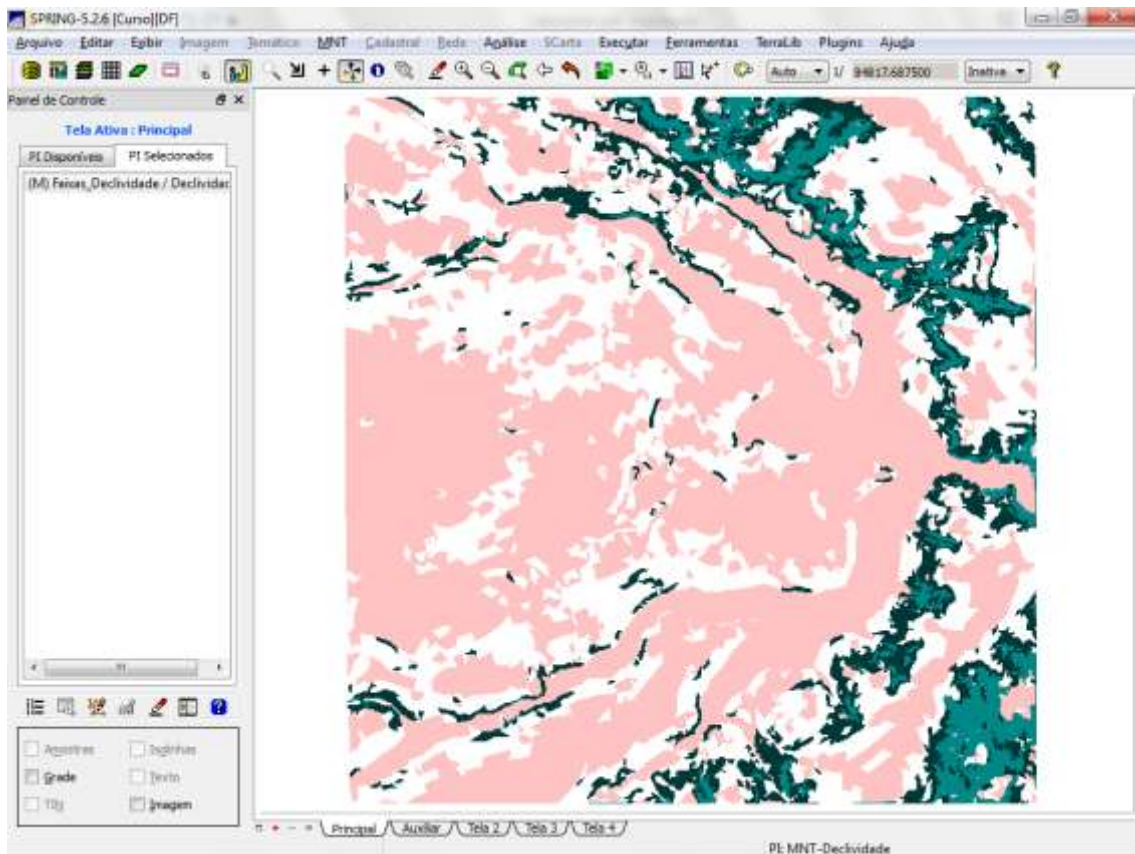 SPRING-5.2.6 [Curso][DF]
Arquivo Editar Exibir Imagem Temático MNT Cadastral Rede Análise SCarta Executar Ferramentas TerraLib Plugins Ajuda
Auto 1/ 94817.687500 Inativa
Painel de Controle
Tela Ativa : Principal
PI Disponíveis PI Selecionados
(M) Faixas_Declividade / Declividad
Amostras Isolinhas
Grade Texto
TIN Imagem
Principal Auxiliar Tela 2 Tela 3 Tela 4
PI: MNT-Declividade